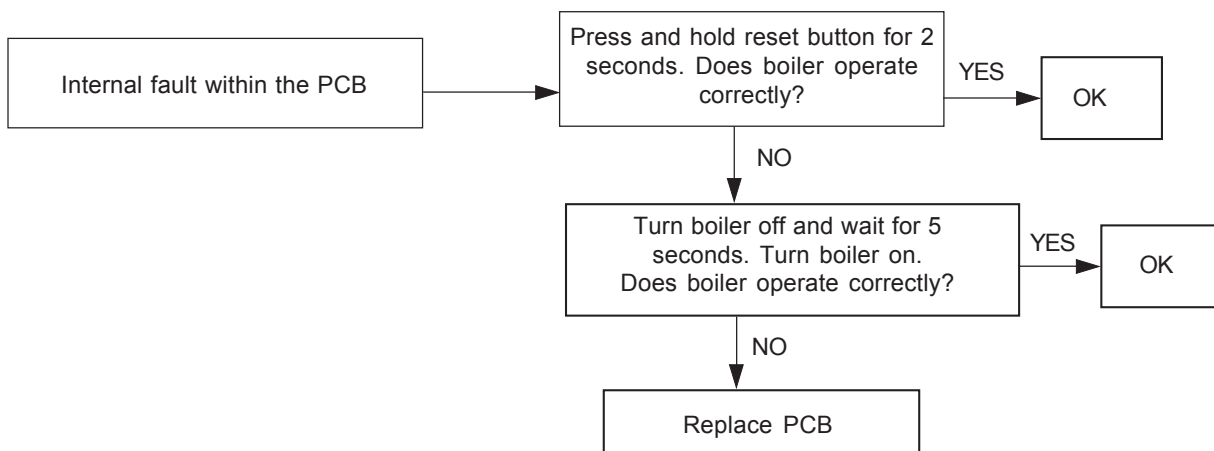 Internal fault within the PCB
Press and hold reset button for 2
seconds. Does boiler operate
correctly?
YES
OK
NO
Turn boiler off and wait for 5
seconds. Turn boiler on.
Does boiler operate correctly?
YES
OK
NO
Replace PCB